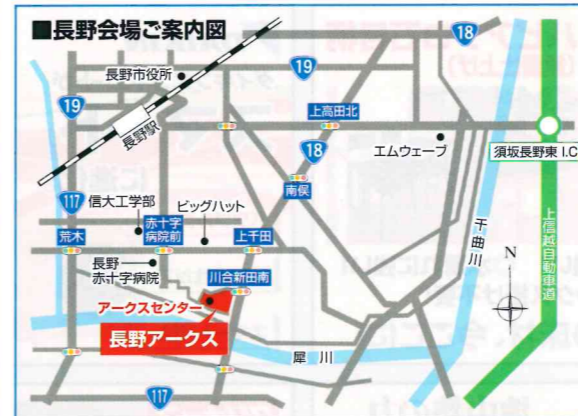 ■長野会場ご案内図
18
長野市役所
19
19
上高田北
長野駅
18
エムウェーブ
須坂長野東 I.C
南俣
117
信大工学部
ビッグハット
荒木
赤十字
病院前
上千田
千曲川
上信越自動車道
長野
赤十字病院
川合新田南
N
アークスセンター
長野アークス
犀川
117